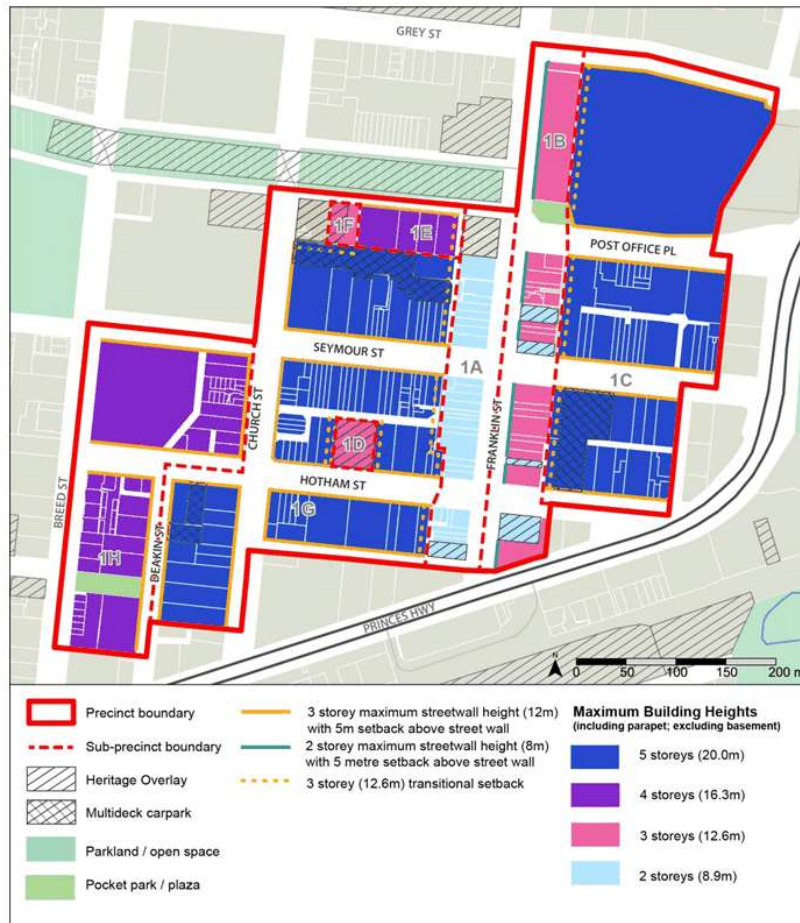 GREY ST
1B
1F
1E
POST OFFICE PL
SEYMOUR ST
1A
1C
CHURCH ST
FRANKLIN ST
1D
HOTHAM ST
1G
BREED ST
DEAKIN ST
1H
PRINCES HWY
N
0 50 100 200 m
Precinct boundary
Sub-precinct boundary
Heritage Overlay
Multideck carpark
Parkland / open space
Pocket park / plaza
3 storey maximum streetwall height (12m)
with 5m setback above street wall
2 storey maximum streetwall height (8m)
with 5 metre setback above street wall
3 storey (12.6m) transitional setback
Maximum Building Heights
(including parapet; excluding basement)
5 storeys (20.0m)
4 storeys (16.3m)
3 storeys (12.6m)
2 storeys (8.9m)